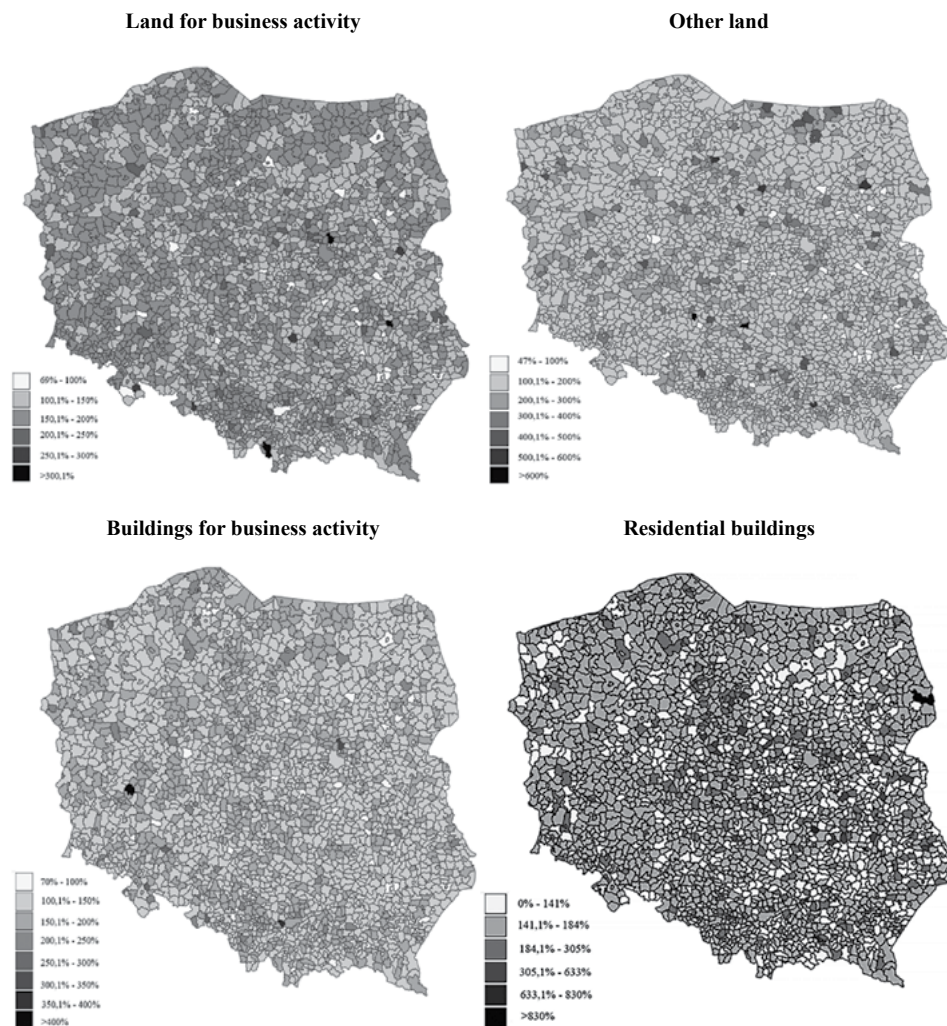 Land for business activity
Other land
69% - 100%
100,1% - 150%
150,1% - 200%
200,1% - 250%
250,1% - 300%
>300,1%
47% - 100%
100,1% - 200%
200,1% - 300%
300,1% - 400%
400,1% - 500%
500,1% - 600%
>600%
Buildings for business activity
Residential buildings
70% - 100%
100,1% - 150%
150,1% - 200%
200,1% - 250%
250,1% - 300%
300,1% - 350%
350,1% - 400%
>400%
0% - 141%
141,1% - 184%
184,1% - 305%
305,1% - 633%
633,1% - 830%
>830%